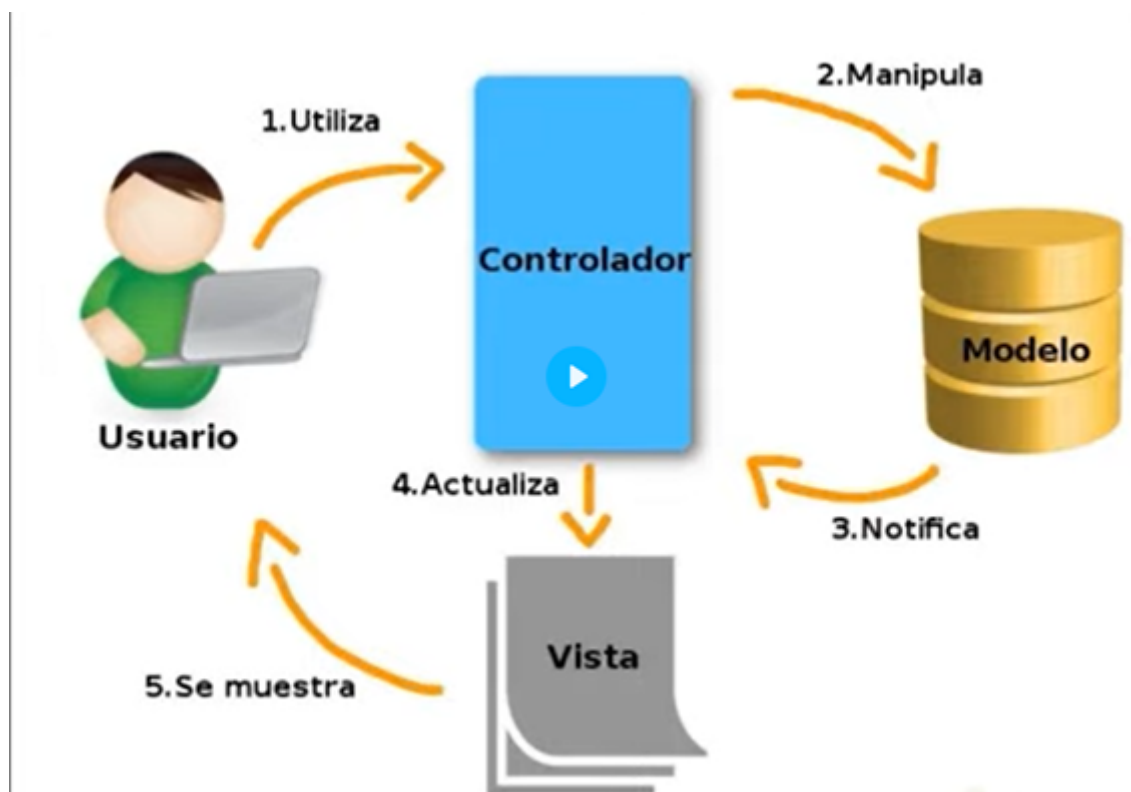 1.Utiliza
2.Manipula
Controlador
Modelo
Usuario
4.Actualiza
3.Notifica
Vista
5.Se muestra